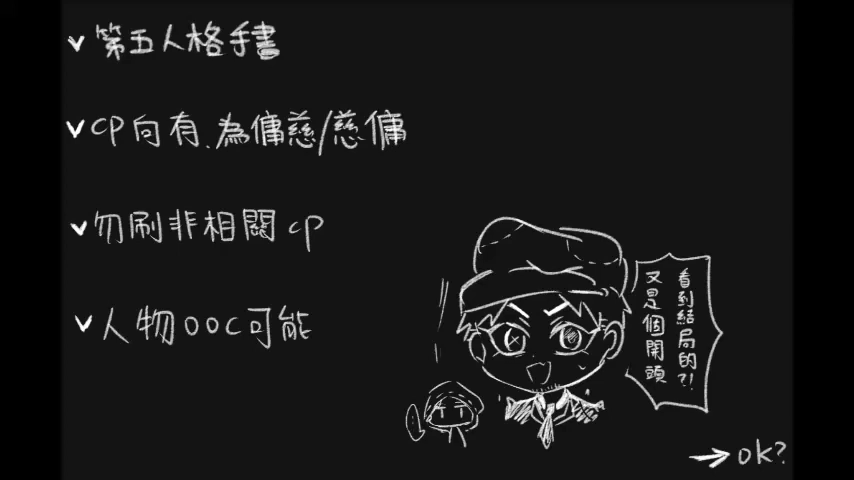 第五人格手書
CP向有、為傭慈/慈傭
勿刷非相關cp
人物ooc可能
看到結局的?!
又是個開頭
→ ok?